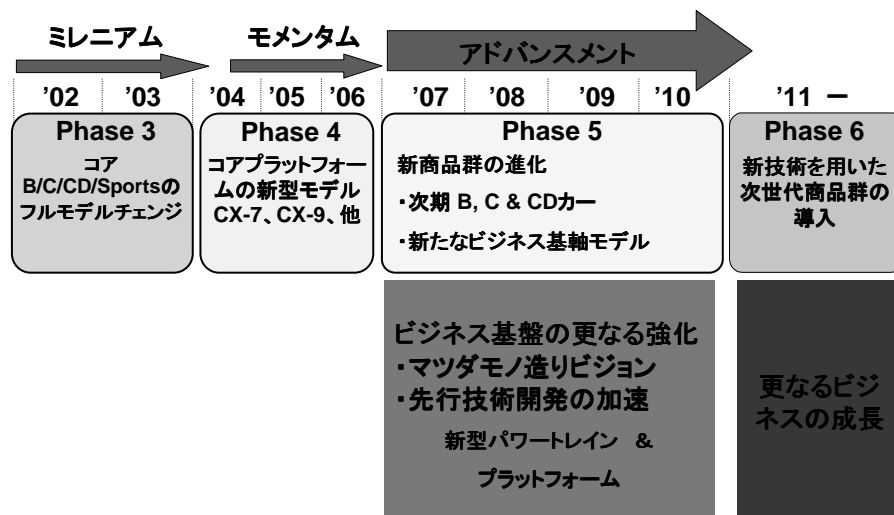 ミレニアム
モメンタム
アドバンスメント
'02
'03
'04
'05
'06
'07
'08
'09
'10
'11 －
Phase 3
コア
B/C/CD/Sportsの
フルモデルチェンジ
Phase 4
コアプラットフォー
ムの新型モデル
CX-7、CX-9、他
Phase 5
新商品群の進化
・次期 B, C & CDカー
・新たなビジネス基軸モデル
Phase 6
新技術を用いた
次世代商品群の
導入
ビジネス基盤の更なる強化
・マツダモノ造りビジョン
・先行技術開発の加速
新型パワートレイン &
プラットフォーム
更なるビジ
ネスの成長